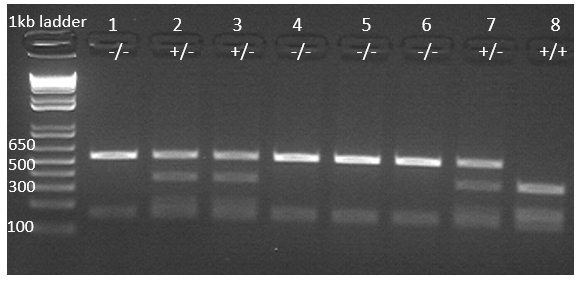 1kb ladder 1 2 3 4 5 6 7 8
-/- +/- +/- -/- -/- -/- +/- +/+
650
500
300
100